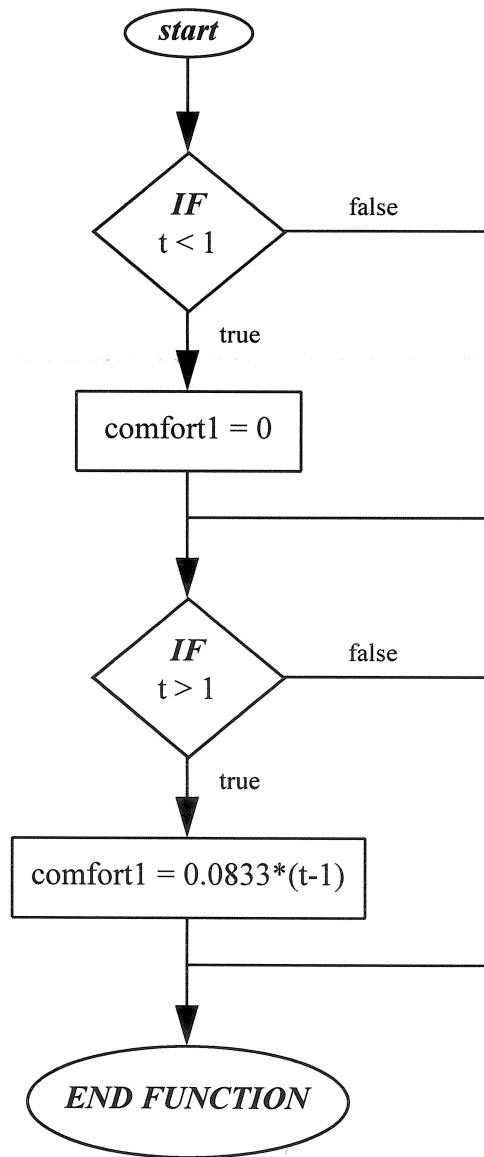 start
IF
t < 1
false
true
comfort1 = 0
IF
t > 1
false
true
comfort1 = 0.0833*(t-1)
END FUNCTION